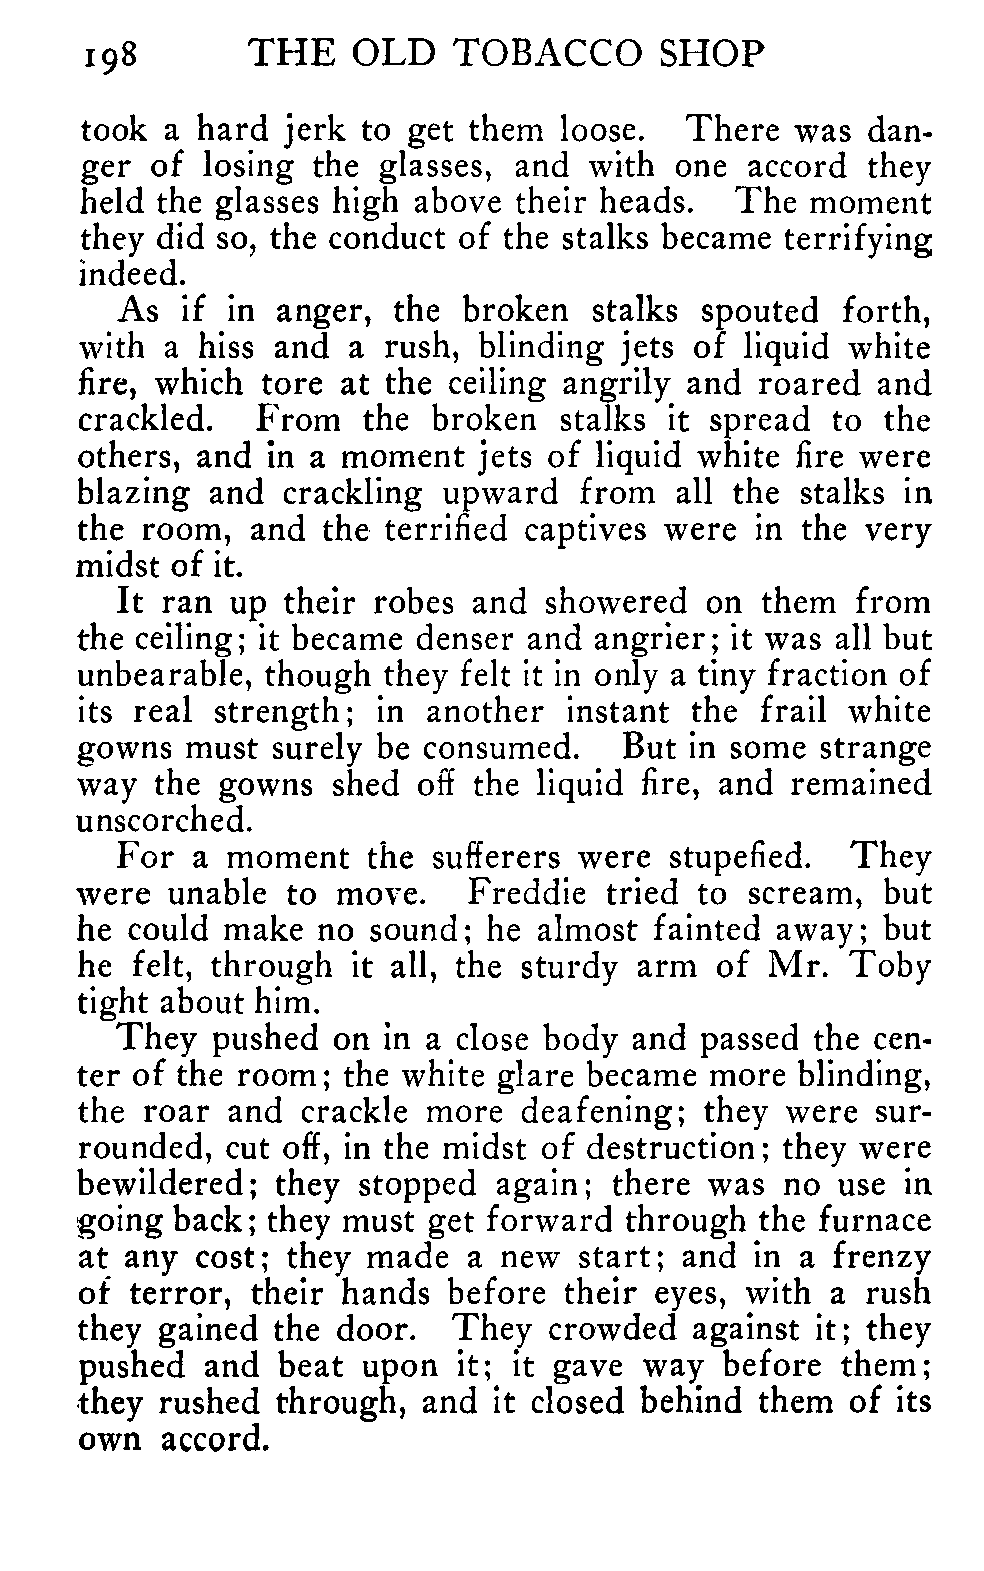 198 THE OLD TOBACCO SHOP
took a hard jerk to get them loose. There was dan-
ger of losing the glasses, and with one accord they
held the glasses high above their heads. The moment
they did so, the conduct of the stalks became terrifying
indeed.
As if in anger, the broken stalks spouted forth,
with a hiss and a rush, blinding jets of liquid white
fire, which tore at the ceiling angrily and roared and
crackled. From the broken stalks it spread to the
others, and in a moment jets of liquid white fire were
blazing and crackling upward from all the stalks in
the room, and the terrified captives were in the very
midst of it.
It ran up their robes and showered on them from
the ceiling; it became denser and angrier; it was all but
unbearable, though they felt it in only a tiny fraction of
its real strength; in another instant the frail white
gowns must surely be consumed. But in some strange
way the gowns shed off the liquid fire, and remained
unscorched.
For a moment the sufferers were stupefied. They
were unable to move. Freddie tried to scream, but
he could make no sound; he almost fainted away; but
he felt, through it all, the sturdy arm of Mr. Toby
tight about him.
They pushed on in a close body and passed the cen-
ter of the room; the white glare became more blinding,
the roar and crackle more deafening; they were sur-
rounded, cut off, in the midst of destruction; they were
bewildered; they stopped again; there was no use in
going back; they must get forward through the furnace
at any cost; they made a new start; and in a frenzy
of terror, their hands before their eyes, with a rush
they gained the door. They crowded against it; they
pushed and beat upon it; it gave way before them;
they rushed through, and it closed behind them of its
own accord.